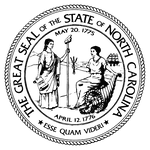 THE GREAT SEAL OF THE STATE OF NORTH CAROLINA
MAY 20, 1775
APRIL 12, 1776
* ESSE QUAM VIDERI *